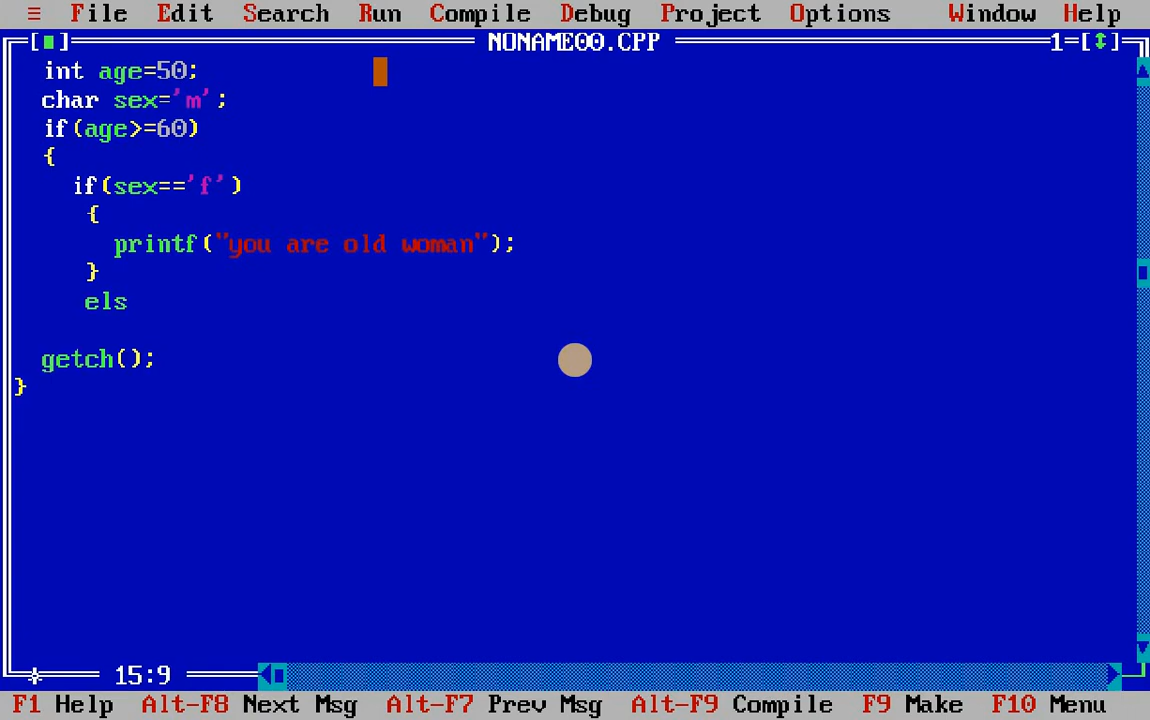 ≡ File Edit Search Run Compile Debug Project Options Window Help
[■] NONAME00.CPP 1=[↕]
int age=50;
char sex='m';
if(age>=60)
{
if(sex=='f')
{
printf("you are old woman");
}
els
getch();
}
15:9
F1 Help Alt-F8 Next Msg Alt-F7 Prev Msg Alt-F9 Compile F9 Make F10 Menu